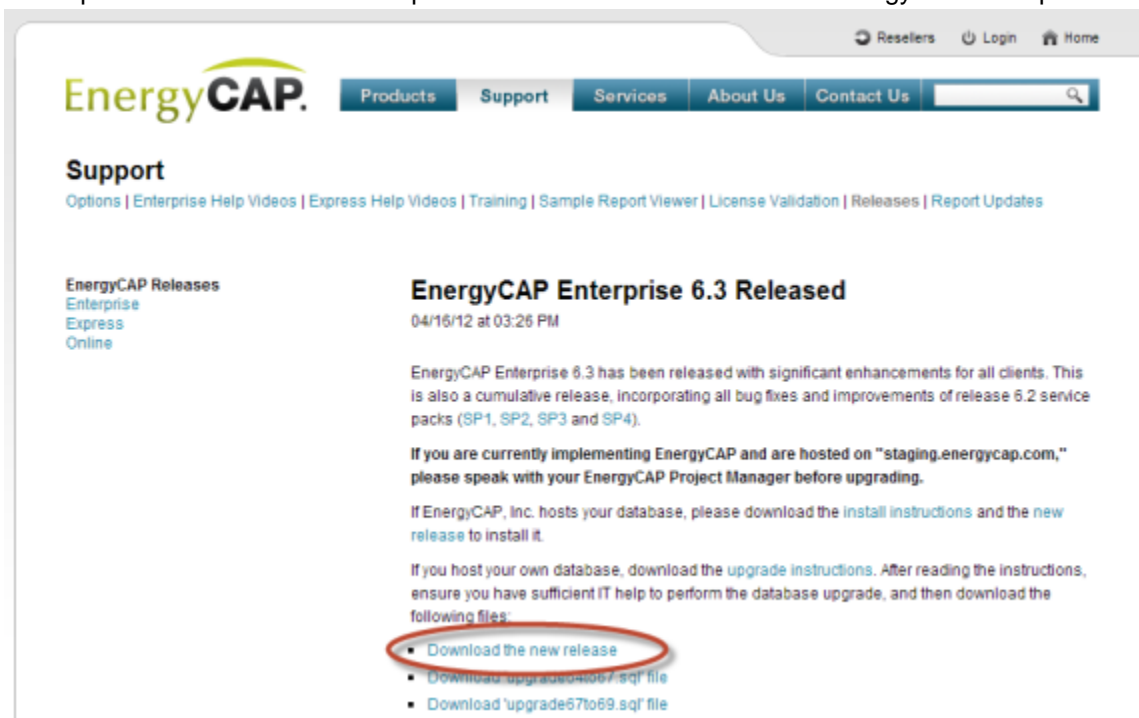 Resellers Login Home
EnergyCAP.
Products Support Services About Us Contact Us
Support
Options | Enterprise Help Videos | Express Help Videos | Training | Sample Report Viewer | License Validation | Releases | Report Updates
EnergyCAP Releases
Enterprise
Express
Online
EnergyCAP Enterprise 6.3 Released
04/16/12 at 03:26 PM
EnergyCAP Enterprise 6.3 has been released with significant enhancements for all clients. This
is also a cumulative release, incorporating all bug fixes and improvements of release 6.2 service
packs (SP1, SP2, SP3 and SP4).
If you are currently implementing EnergyCAP and are hosted on "staging.energycap.com,"
please speak with your EnergyCAP Project Manager before upgrading.
If EnergyCAP, Inc. hosts your database, please download the install instructions and the new
release to install it.
If you host your own database, download the upgrade instructions. After reading the instructions,
ensure you have sufficient IT help to perform the database upgrade, and then download the
following files:
Download the new release
Download 'upgrade64to67.sql' file
Download 'upgrade67to69.sql' file